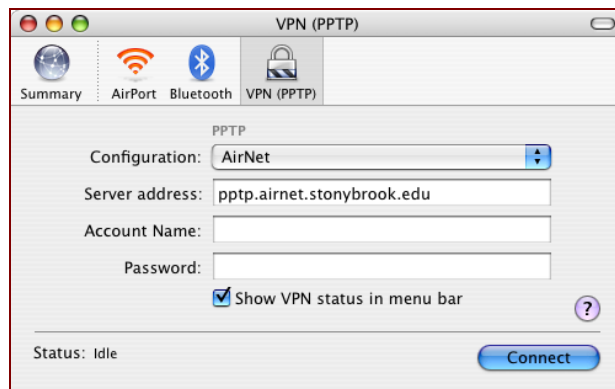 VPN (PPTP)
Summary AirPort Bluetooth VPN (PPTP)
PPTP
Configuration: AirNet
Server address: pptp.airnet.stonybrook.edu
Account Name:
Password:
Show VPN status in menu bar
?
Status: Idle
Connect